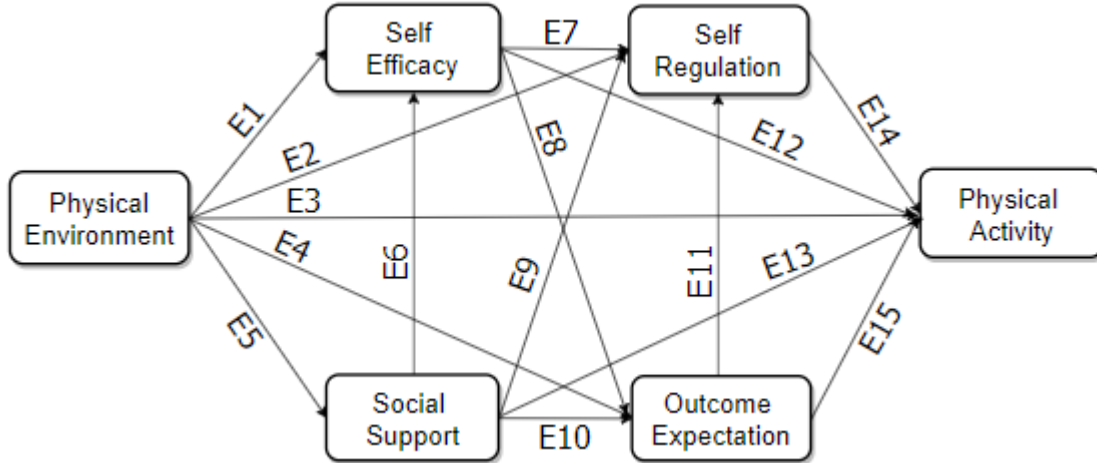 Self
Efficacy
E7
Self
Regulation
E1
E2
E8
E12
E14
Physical
Environment
E3
Physical
Activity
E4
E6
E9
E11
E13
E5
E15
Social
Support
E10
Outcome
Expectation